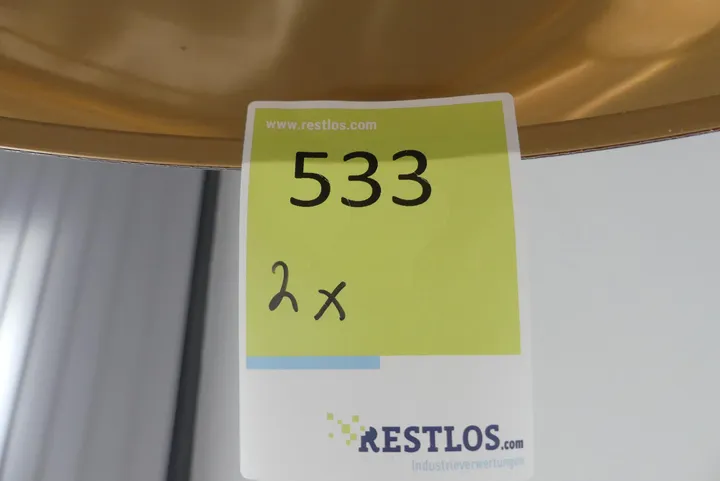 www.restlos.com
533
2x
RESTLOS.com
Industrieverwertungen